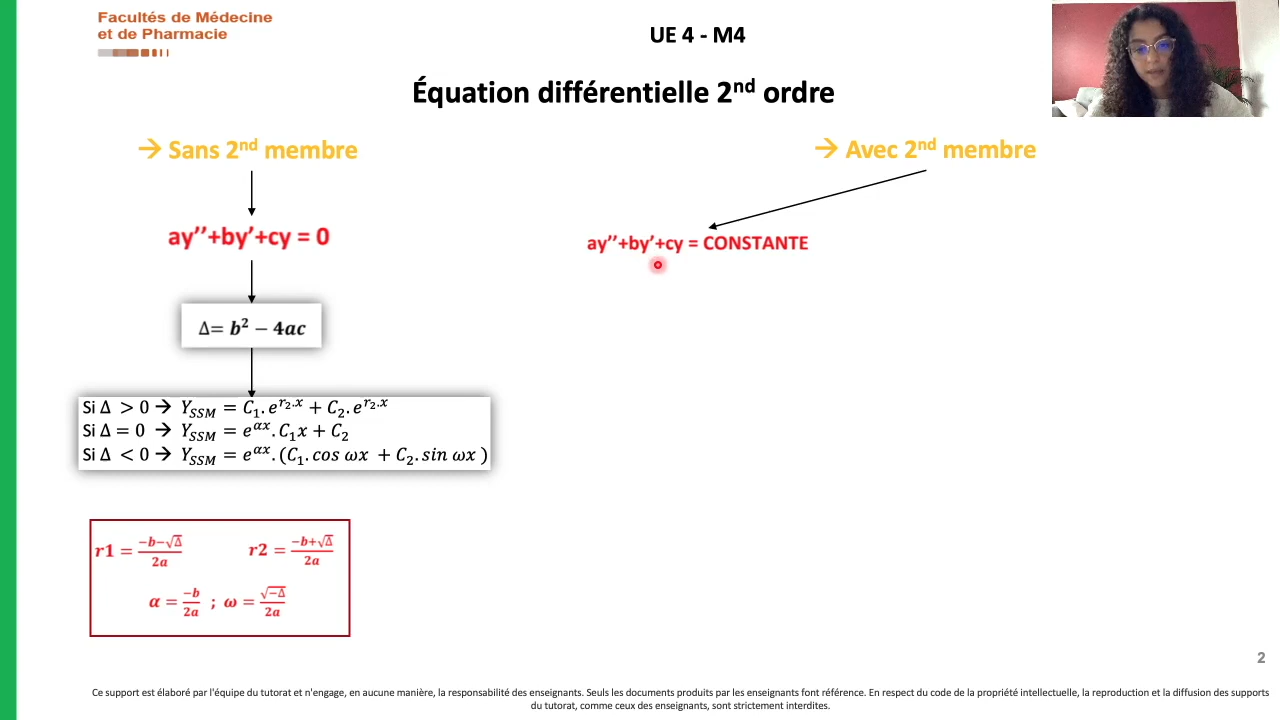 Facultés de Médecine
et de Pharmacie
UE 4 - M4
Équation différentielle 2nd ordre
→ Sans 2nd membre
→ Avec 2nd membre
ay’’+by’+cy = 0
ay’’+by’+cy = CONSTANTE
Δ= b² − 4ac
Si Δ > 0 → Y_SSM = C₁.e^(r₂.x) + C₂.e^(r₂.x)
Si Δ = 0 → Y_SSM = e^(αx).C₁x + C₂
Si Δ < 0 → Y_SSM = e^(αx).(C₁.cos ωx + C₂.sin ωx )
r1 = (−b−√Δ)/2a r2 = (−b+√Δ)/2a
α = −b/2a ; ω = √−Δ/2a
2
Ce support est élaboré par l'équipe du tutorat et n'engage, en aucune manière, la responsabilité des enseignants. Seuls les documents produits par les enseignants font référence. En respect du code de la propriété intellectuelle, la reproduction et la diffusion des supports
du tutorat, comme ceux des enseignants, sont strictement interdites.